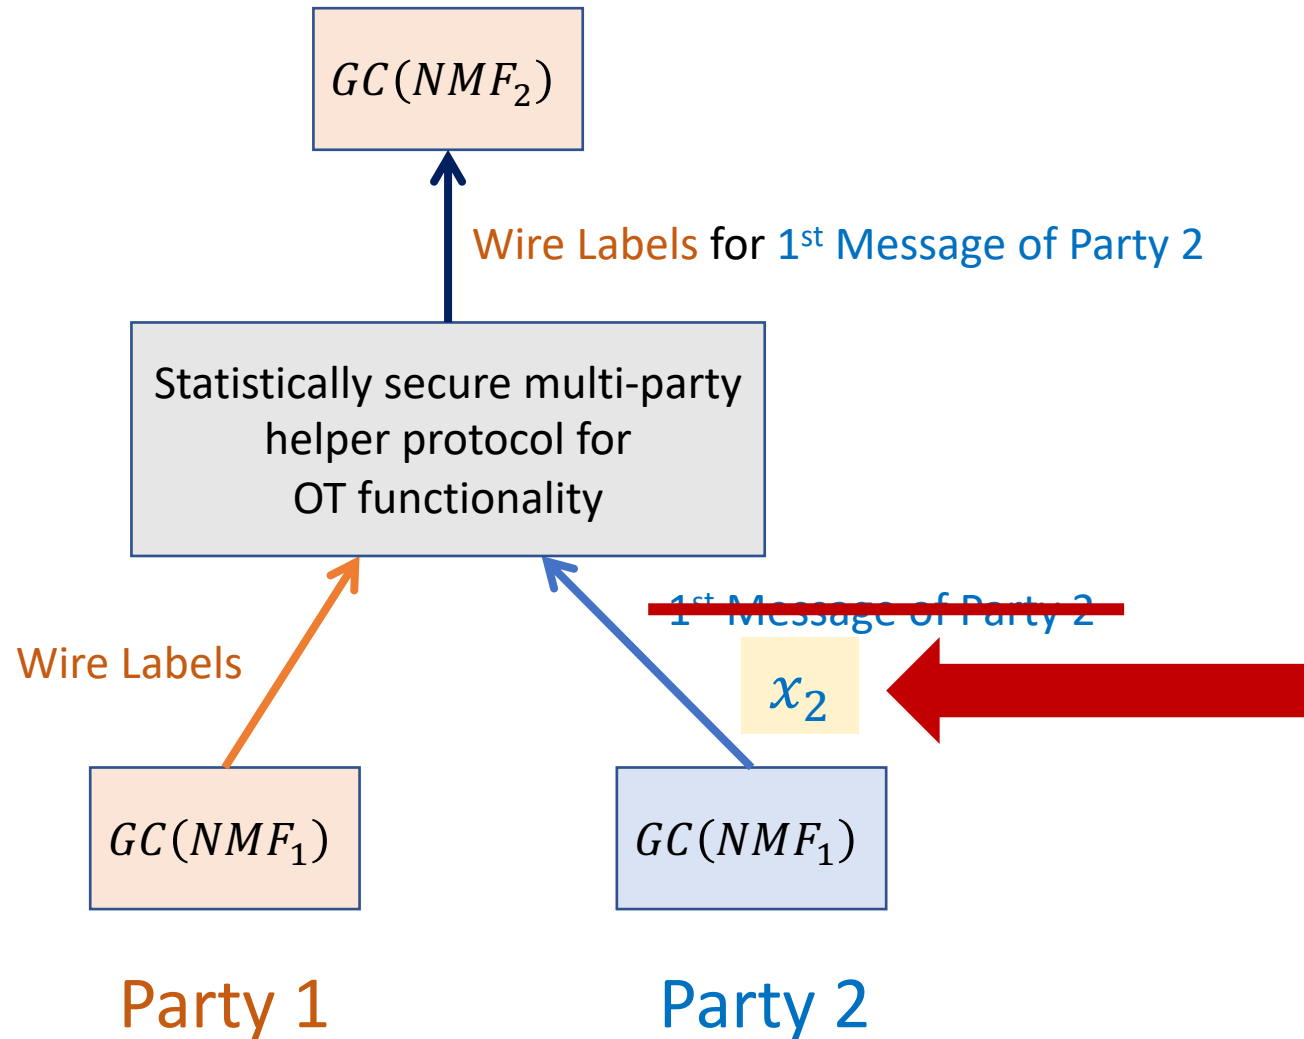 GC(NMF₂)
Wire Labels for 1st Message of Party 2
Statistically secure multi-party
helper protocol for
OT functionality
1st Message of Party 2
Wire Labels
x₂
GC(NMF₁)
GC(NMF₁)
Party 1
Party 2